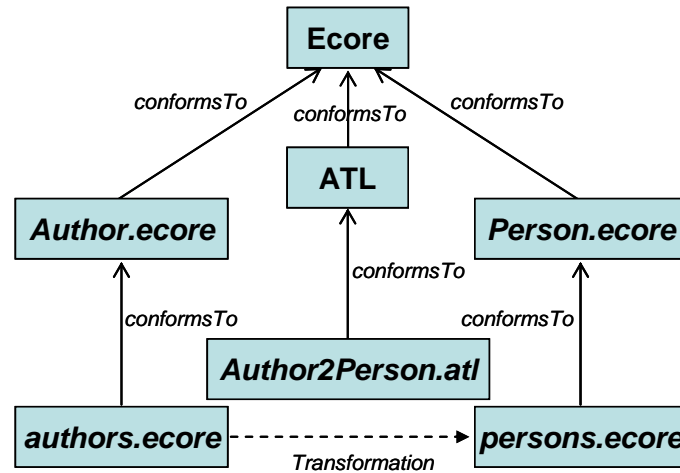 Ecore
conformsTo
conformsTo
conformsTo
ATL
Author.ecore
Person.ecore
conformsTo
conformsTo
conformsTo
Author2Person.atl
authors.ecore
persons.ecore
Transformation